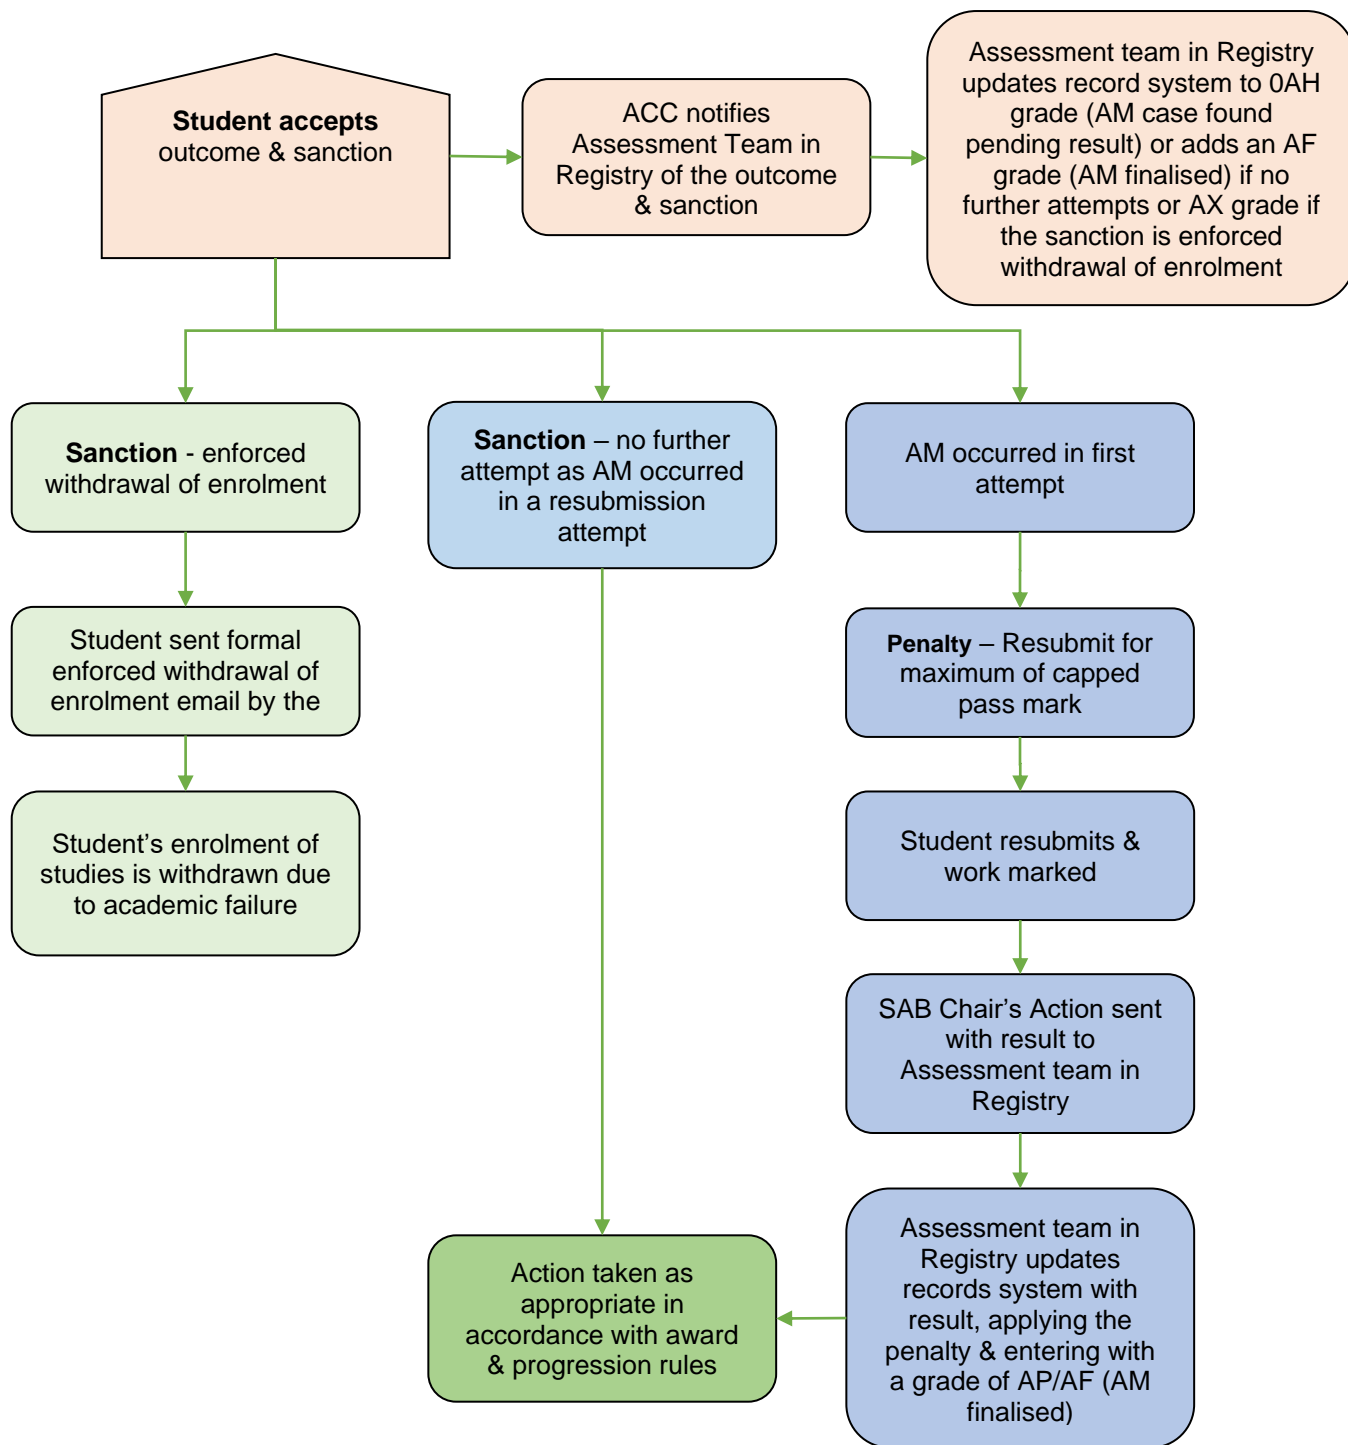 Student accepts
outcome & sanction
ACC notifies
Assessment Team in
Registry of the outcome
& sanction
Assessment team in Registry
updates record system to 0AH
grade (AM case found
pending result) or adds an AF
grade (AM finalised) if no
further attempts or AX grade if
the sanction is enforced
withdrawal of enrolment
Sanction - enforced
withdrawal of enrolment
Student sent formal
enforced withdrawal of
enrolment email by the
Student’s enrolment of
studies is withdrawn due
to academic failure
Sanction – no further
attempt as AM occurred
in a resubmission
attempt
AM occurred in first
attempt
Penalty – Resubmit for
maximum of capped
pass mark
Student resubmits &
work marked
SAB Chair’s Action sent
with result to
Assessment team in
Registry
Assessment team in
Registry updates
records system with
result, applying the
penalty & entering with
a grade of AP/AF (AM
finalised)
Action taken as
appropriate in
accordance with award
& progression rules